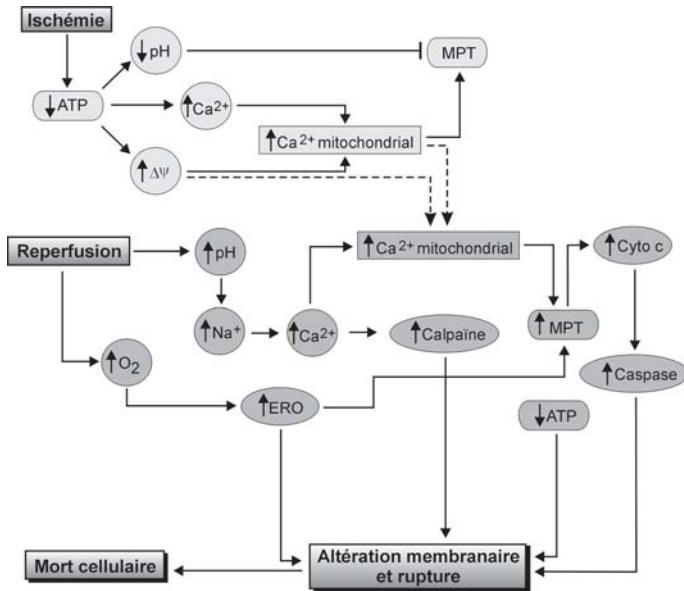 Ischémie
↓pH
MPT
↓ATP
↑Ca2+
↑Ca2+ mitochondrial
↑ΔΨ
Reperfusion
↑pH
↑Ca2+ mitochondrial
↑Cyto c
↑Na+
↑Ca2+
↑Calpaïne
↑MPT
↑O2
↑Caspase
↑ERO
↓ATP
Mort cellulaire
Altération membranaire
et rupture